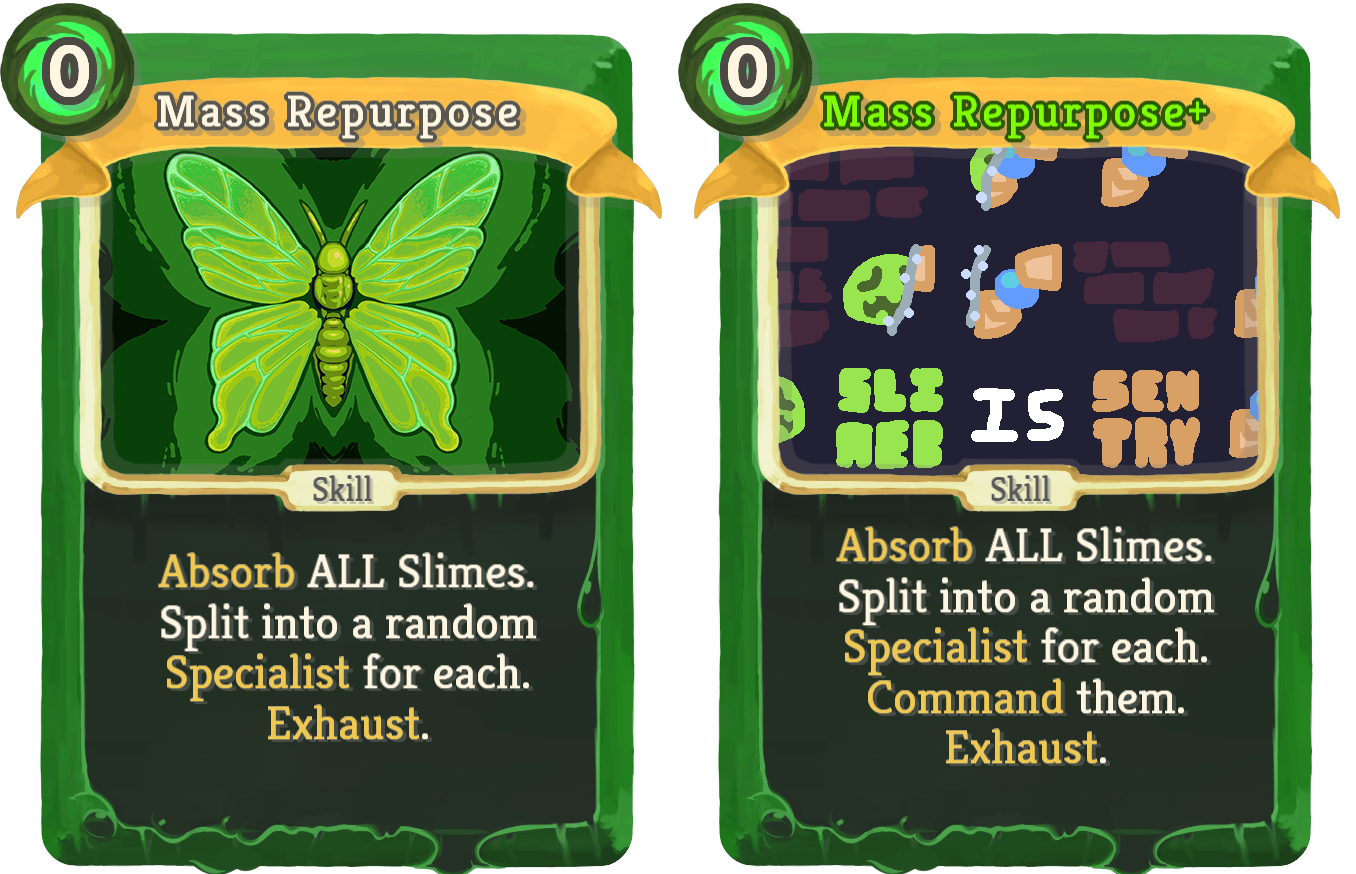 0
Mass Repurpose
Skill
Absorb ALL Slimes.
Split into a random
Specialist for each.
Exhaust.
0
Mass Repurpose+
SLI
MER
IS
SEN
TRY
Skill
Absorb ALL Slimes.
Split into a random
Specialist for each.
Command them.
Exhaust.